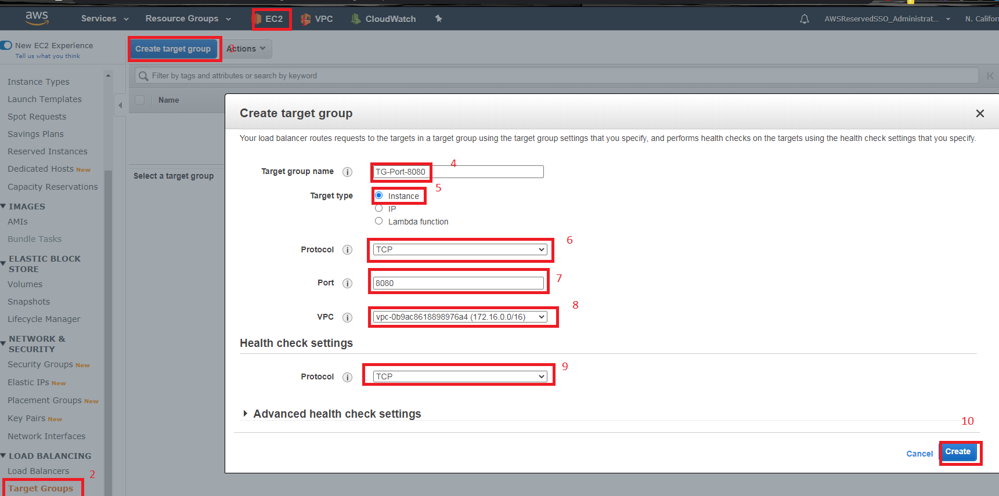 aws Services Resource Groups EC2 VPC CloudWatch AWSReservedSSO_Administrat... N.
New EC2 Experience
Tell us what you think
Create target group 3 Actions
Filter by tags and attributes or search by keyword
Name
Select a target group
Instance Types
Launch Templates
Spot Requests
Savings Plans
Reserved Instances
Dedicated Hosts New
Capacity Reservations
IMAGES
AMIs
Bundle Tasks
ELASTIC BLOCK
STORE
Volumes
Snapshots
Lifecycle Manager
NETWORK &
SECURITY
Security Groups New
Elastic IPs New
Placement Groups New
Key Pairs New
Network Interfaces
LOAD BALANCING
Load Balancers
2
Target Groups
Create target group
Your load balancer routes requests to the targets in a target group using the target group settings that you specify, and performs health checks on the targets using the health check settings that you specify.
4
Target group name i TG-Port-8080
5
Target type Instance
IP
Lambda function
6
Protocol i TCP
7
Port i 8080
8
VPC i vpc-0b9ac8618898976a4 (172.16.0.0/16)
Health check settings
9
Protocol i TCP
Advanced health check settings
10
Cancel Create